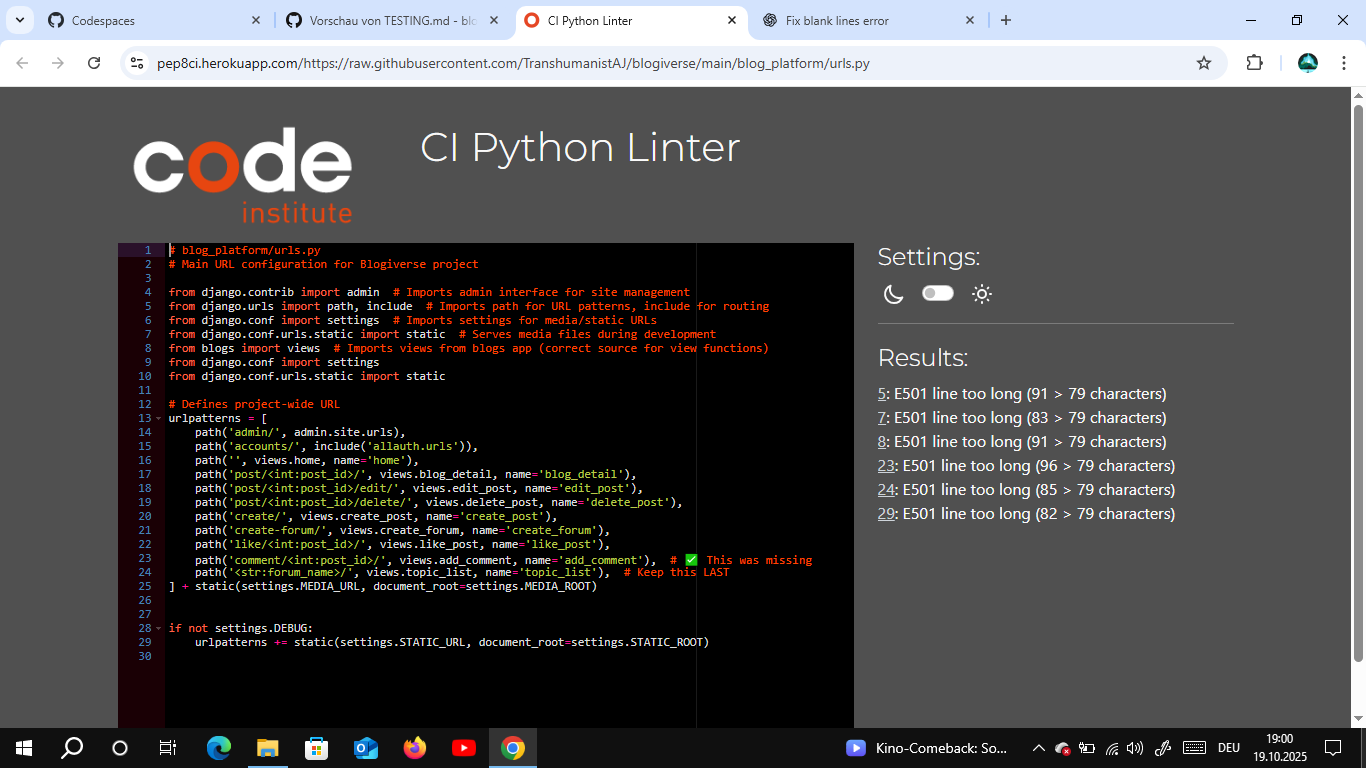 Codespaces
Vorschau von TESTING.md - blo
CI Python Linter
Fix blank lines error
pep8ci.herokuapp.com/https://raw.githubusercontent.com/TranshumanistAJ/blogiverse/main/blog_platform/urls.py
code
institute
CI Python Linter
1 # blog_platform/urls.py
2 # Main URL configuration for Blogiverse project
3
4 from django.contrib import admin  # Imports admin interface for site management
5 from django.urls import path, include  # Imports path for URL patterns, include for routing
6 from django.conf import settings  # Imports settings for media/static URLs
7 from django.conf.urls.static import static  # Serves media files during development
8 from blogs import views  # Imports views from blogs app (correct source for view functions)
9 from django.conf import settings
10 from django.conf.urls.static import static
11
12 # Defines project-wide URL
13 urlpatterns = [
14     path('admin/', admin.site.urls),
15     path('accounts/', include('allauth.urls')),
16     path('', views.home, name='home'),
17     path('post/<int:post_id>/', views.blog_detail, name='blog_detail'),
18     path('post/<int:post_id>/edit/', views.edit_post, name='edit_post'),
19     path('post/<int:post_id>/delete/', views.delete_post, name='delete_post'),
20     path('create/', views.create_post, name='create_post'),
21     path('create-forum/', views.create_forum, name='create_forum'),
22     path('like/<int:post_id>/', views.like_post, name='like_post'),
23     path('comment/<int:post_id>/', views.add_comment, name='add_comment'),  # ✅ This was missing
24     path('<str:forum_name>/', views.topic_list, name='topic_list'),  # Keep this LAST
25 ] + static(settings.MEDIA_URL, document_root=settings.MEDIA_ROOT)
26
27
28 if not settings.DEBUG:
29     urlpatterns += static(settings.STATIC_URL, document_root=settings.STATIC_ROOT)
30
Settings:
Results:
5: E501 line too long (91 > 79 characters)
7: E501 line too long (83 > 79 characters)
8: E501 line too long (91 > 79 characters)
23: E501 line too long (96 > 79 characters)
24: E501 line too long (85 > 79 characters)
29: E501 line too long (82 > 79 characters)
Kino-Comeback: So...
DEU
19:00
19.10.2025